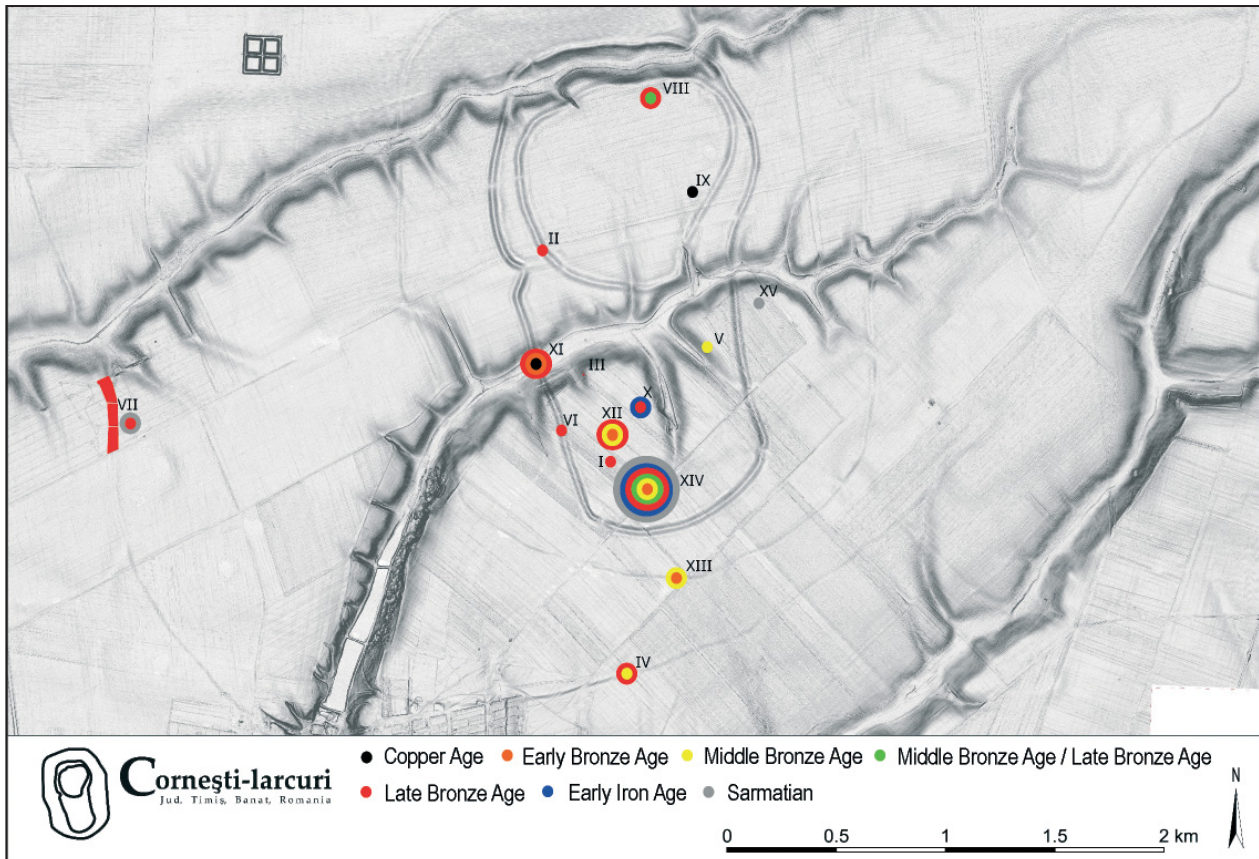 VIII
IX
II
XV
V
XI
III
X
VII
XII
VI
I
XIV
XIII
IV
Corneşti-Iarcuri
Jud. Timiş, Banat, Romania
Copper Age
Early Bronze Age
Middle Bronze Age
Middle Bronze Age / Late Bronze Age
Late Bronze Age
Early Iron Age
Sarmatian
N
0 0.5 1 1.5 2 km